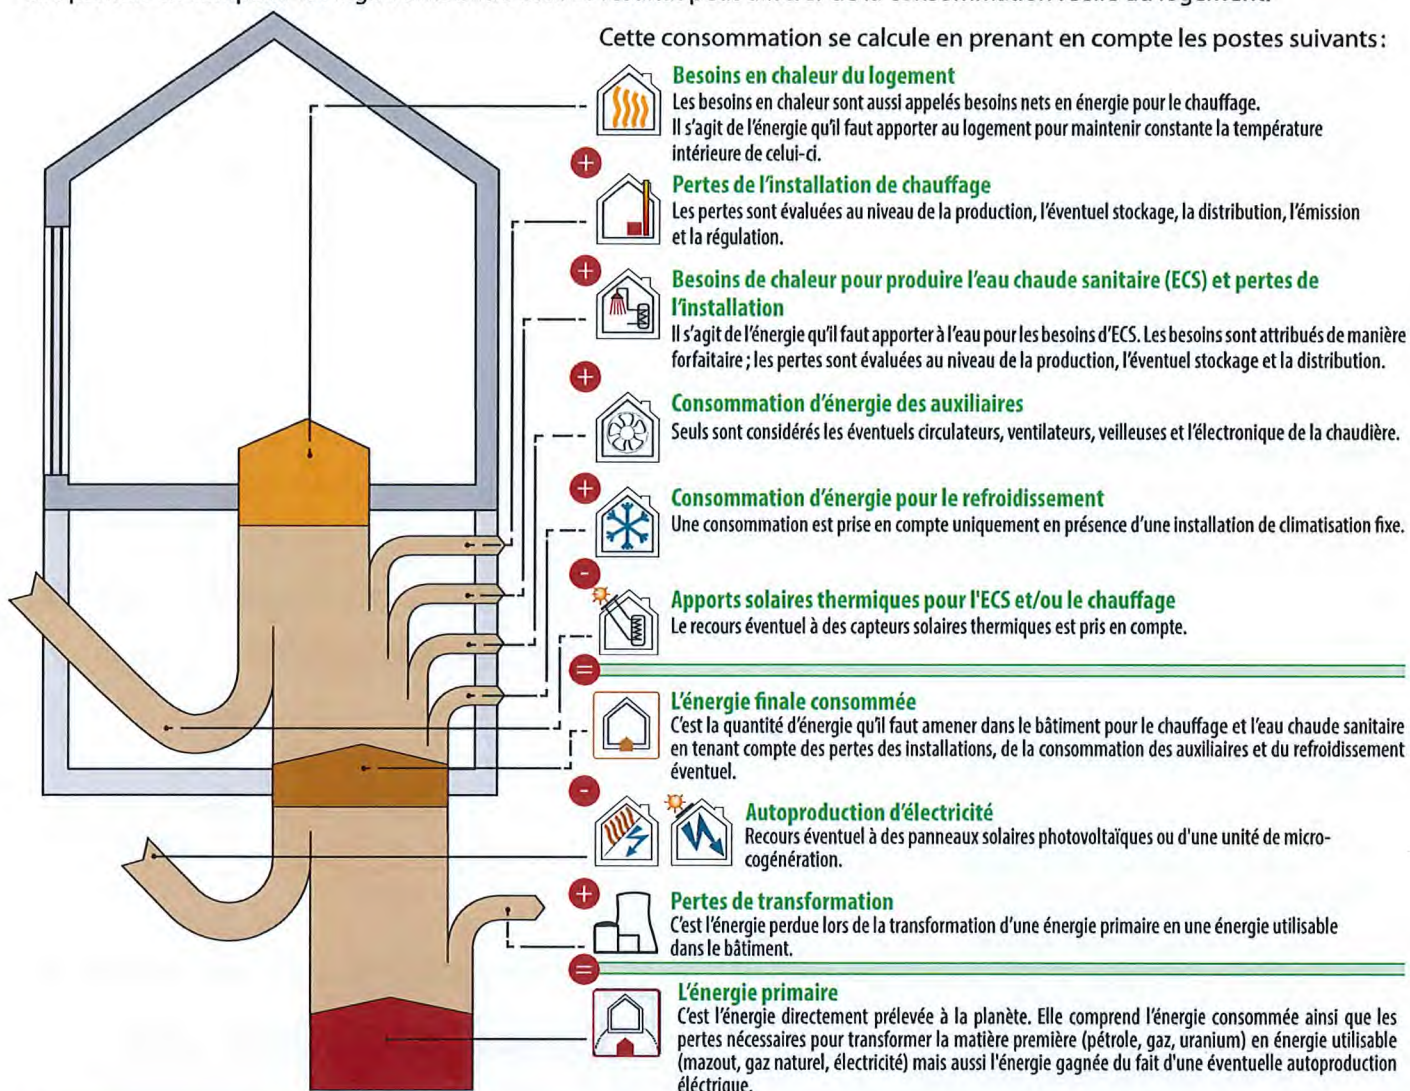 Cette consommation se calcule en prenant en compte les postes suivants :
Besoins en chaleur du logement
Les besoins en chaleur sont aussi appelés besoins nets en énergie pour le chauffage.
Il s'agit de l'énergie qu'il faut apporter au logement pour maintenir constante la température
intérieure de celui-ci.
+
Pertes de l'installation de chauffage
Les pertes sont évaluées au niveau de la production, l'éventuel stockage, la distribution, l'émission
et la régulation.
+
Besoins de chaleur pour produire l'eau chaude sanitaire (ECS) et pertes de
l'installation
Il s'agit de l'énergie qu'il faut apporter à l'eau pour les besoins d'ECS. Les besoins sont attribués de manière
forfaitaire ; les pertes sont évaluées au niveau de la production, l'éventuel stockage et la distribution.
+
Consommation d'énergie des auxiliaires
Seuls sont considérés les éventuels circulateurs, ventilateurs, veilleuses et l'électronique de la chaudière.
+
Consommation d'énergie pour le refroidissement
Une consommation est prise en compte uniquement en présence d'une installation de climatisation fixe.
-
Apports solaires thermiques pour l'ECS et/ou le chauffage
Le recours éventuel à des capteurs solaires thermiques est pris en compte.
=
L'énergie finale consommée
C'est la quantité d'énergie qu'il faut amener dans le bâtiment pour le chauffage et l'eau chaude sanitaire
en tenant compte des pertes des installations, de la consommation des auxiliaires et du refroidissement
éventuel.
-
Autoproduction d'électricité
Recours éventuel à des panneaux solaires photovoltaïques ou d'une unité de micro-
cogénération.
+
Pertes de transformation
C'est l'énergie perdue lors de la transformation d'une énergie primaire en une énergie utilisable
dans le bâtiment.
=
L'énergie primaire
C'est l'énergie directement prélevée à la planète. Elle comprend l'énergie consommée ainsi que les
pertes nécessaires pour transformer la matière première (pétrole, gaz, uranium) en énergie utilisable
(mazout, gaz naturel, électricité) mais aussi l'énergie gagnée du fait d'une éventuelle autoproduction
éléctrique.